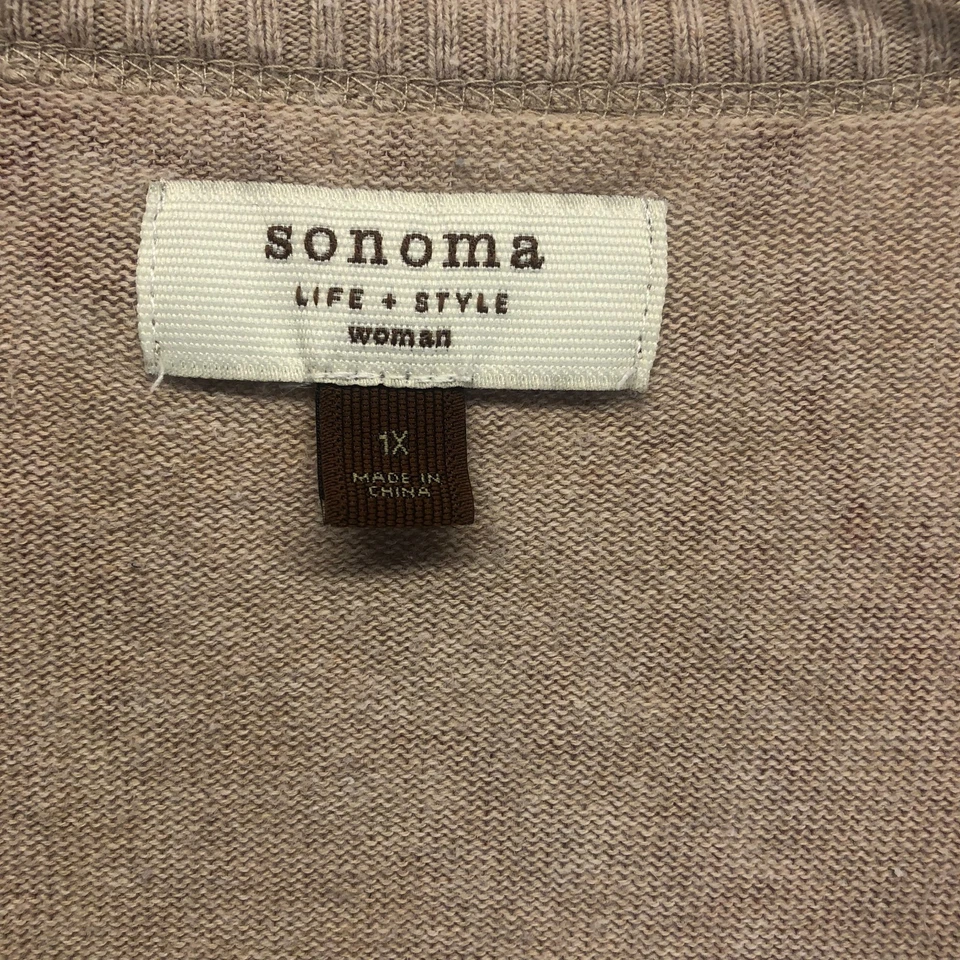 sonoma
LIFE + STYLE
woman
1X
MADE IN
CHINA